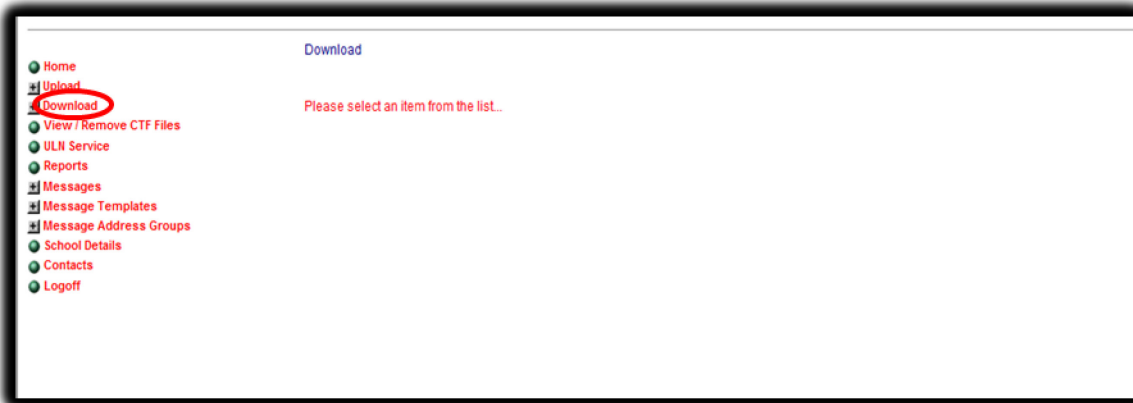 Download
Home
Upload
Download
Please select an item from the list...
View / Remove CTF Files
ULN Service
Reports
Messages
Message Templates
Message Address Groups
School Details
Contacts
Logoff